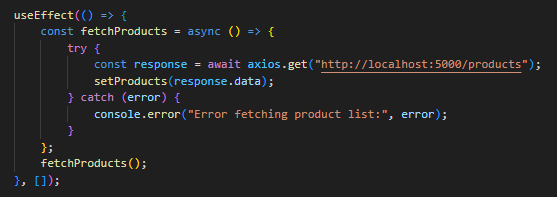 useEffect(() => {
    const fetchProducts = async () => {
        try {
            const response = await axios.get("http://localhost:5000/products");
            setProducts(response.data);
        } catch (error) {
            console.error("Error fetching product list:", error);
        }
    };
    fetchProducts();
}, []);